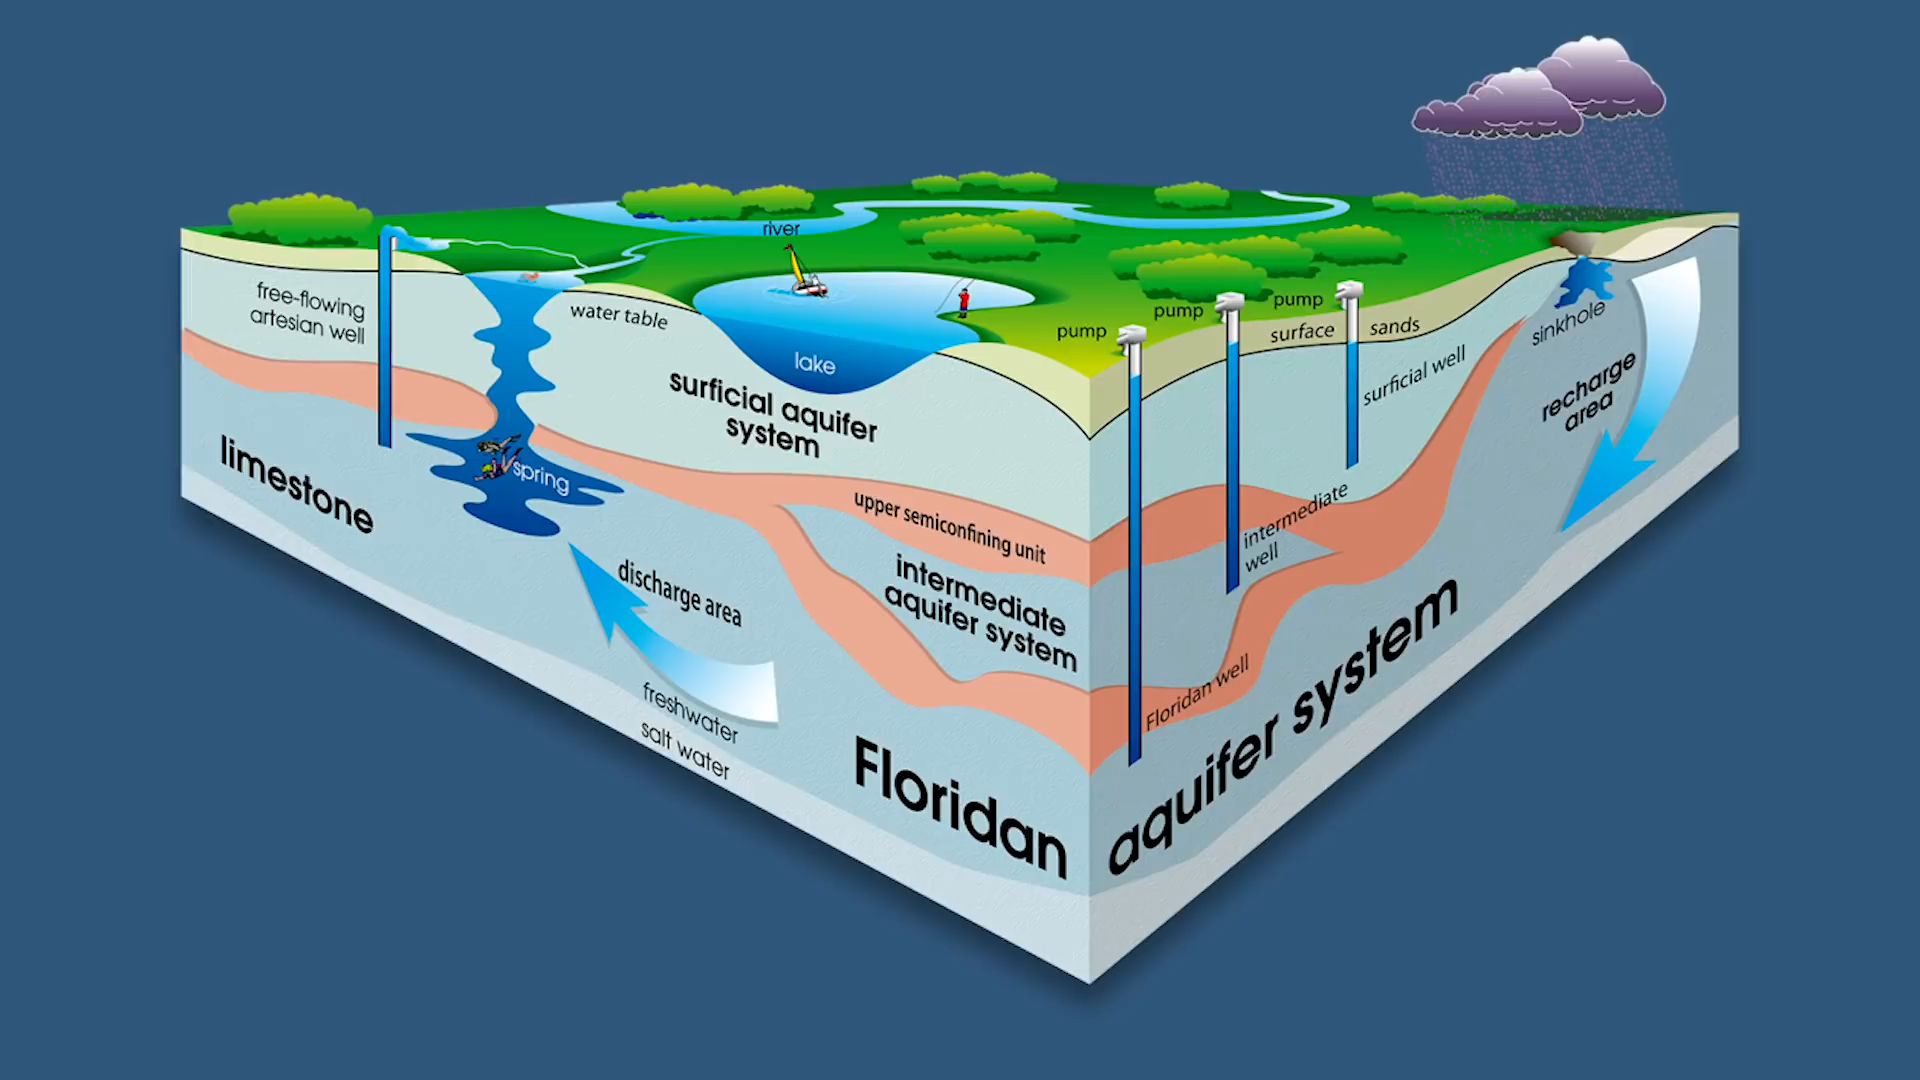 river
free-flowing
artesian well
water table
lake
pump
pump
pump
surface sands
surficial well
sinkhole
recharge
area
surficial aquifer
system
limestone
spring
upper semiconfining unit
intermediate
well
intermediate
aquifer system
discharge area
freshwater
salt water
Floridan well
Floridan
aquifer system